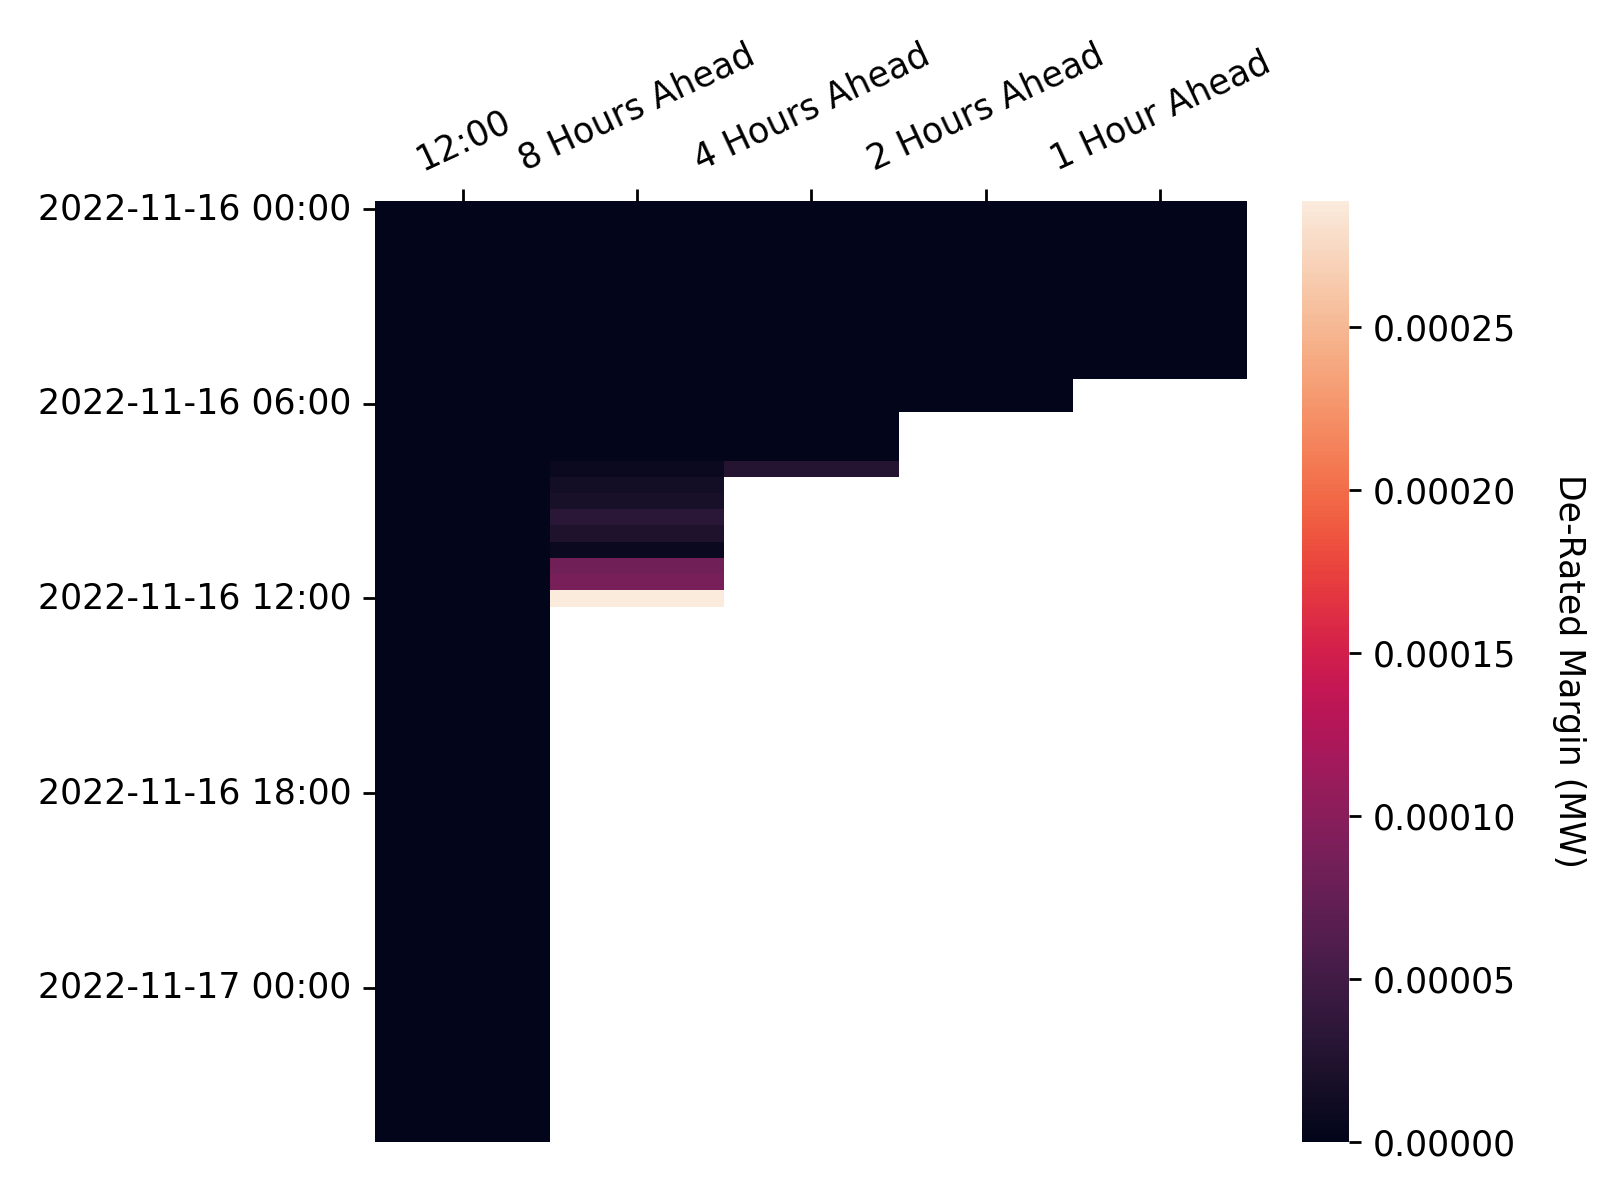 12:00
8 Hours Ahead
4 Hours Ahead
2 Hours Ahead
1 Hour Ahead
2022-11-16 00:00
2022-11-16 06:00
2022-11-16 12:00
2022-11-16 18:00
2022-11-17 00:00
0.00025
0.00020
0.00015
0.00010
0.00005
0.00000
De-Rated Margin (MW)